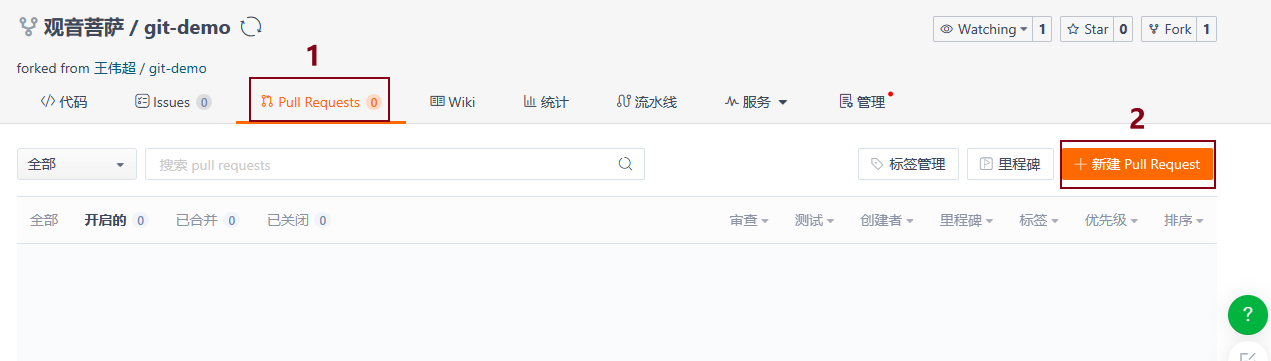 观音菩萨 / git-demo
Watching 1 Star 0 Fork 1
1
forked from 王伟超 / git-demo
代码 Issues 0 Pull Requests 0 Wiki 统计 流水线 服务 管理
2
全部 搜索 pull requests 标签管理 里程碑 + 新建 Pull Request
全部 开启的 0 已合并 0 已关闭 0 审查 测试 创建者 里程碑 标签 优先级 排序
?